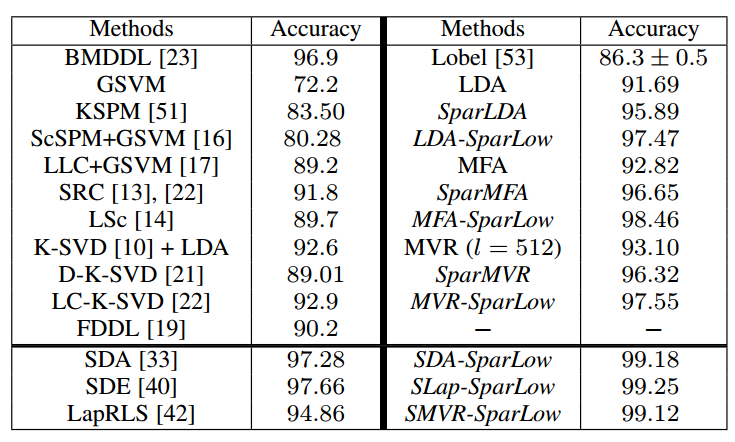 Methods Accuracy Methods Accuracy
BMDDL [23] 96.9 Lobel [53] 86.3 ± 0.5
GSVM 72.2 LDA 91.69
KSPM [51] 83.50 SparLDA 95.89
ScSPM+GSVM [16] 80.28 LDA-SparLow 97.47
LLC+GSVM [17] 89.2 MFA 92.82
SRC [13], [22] 91.8 SparMFA 96.65
LSc [14] 89.7 MFA-SparLow 98.46
K-SVD [10] + LDA 92.6 MVR (l = 512) 93.10
D-K-SVD [21] 89.01 SparMVR 96.32
LC-K-SVD [22] 92.9 MVR-SparLow 97.55
FDDL [19] 90.2 – –
SDA [33] 97.28 SDA-SparLow 99.18
SDE [40] 97.66 SLap-SparLow 99.25
LapRLS [42] 94.86 SMVR-SparLow 99.12